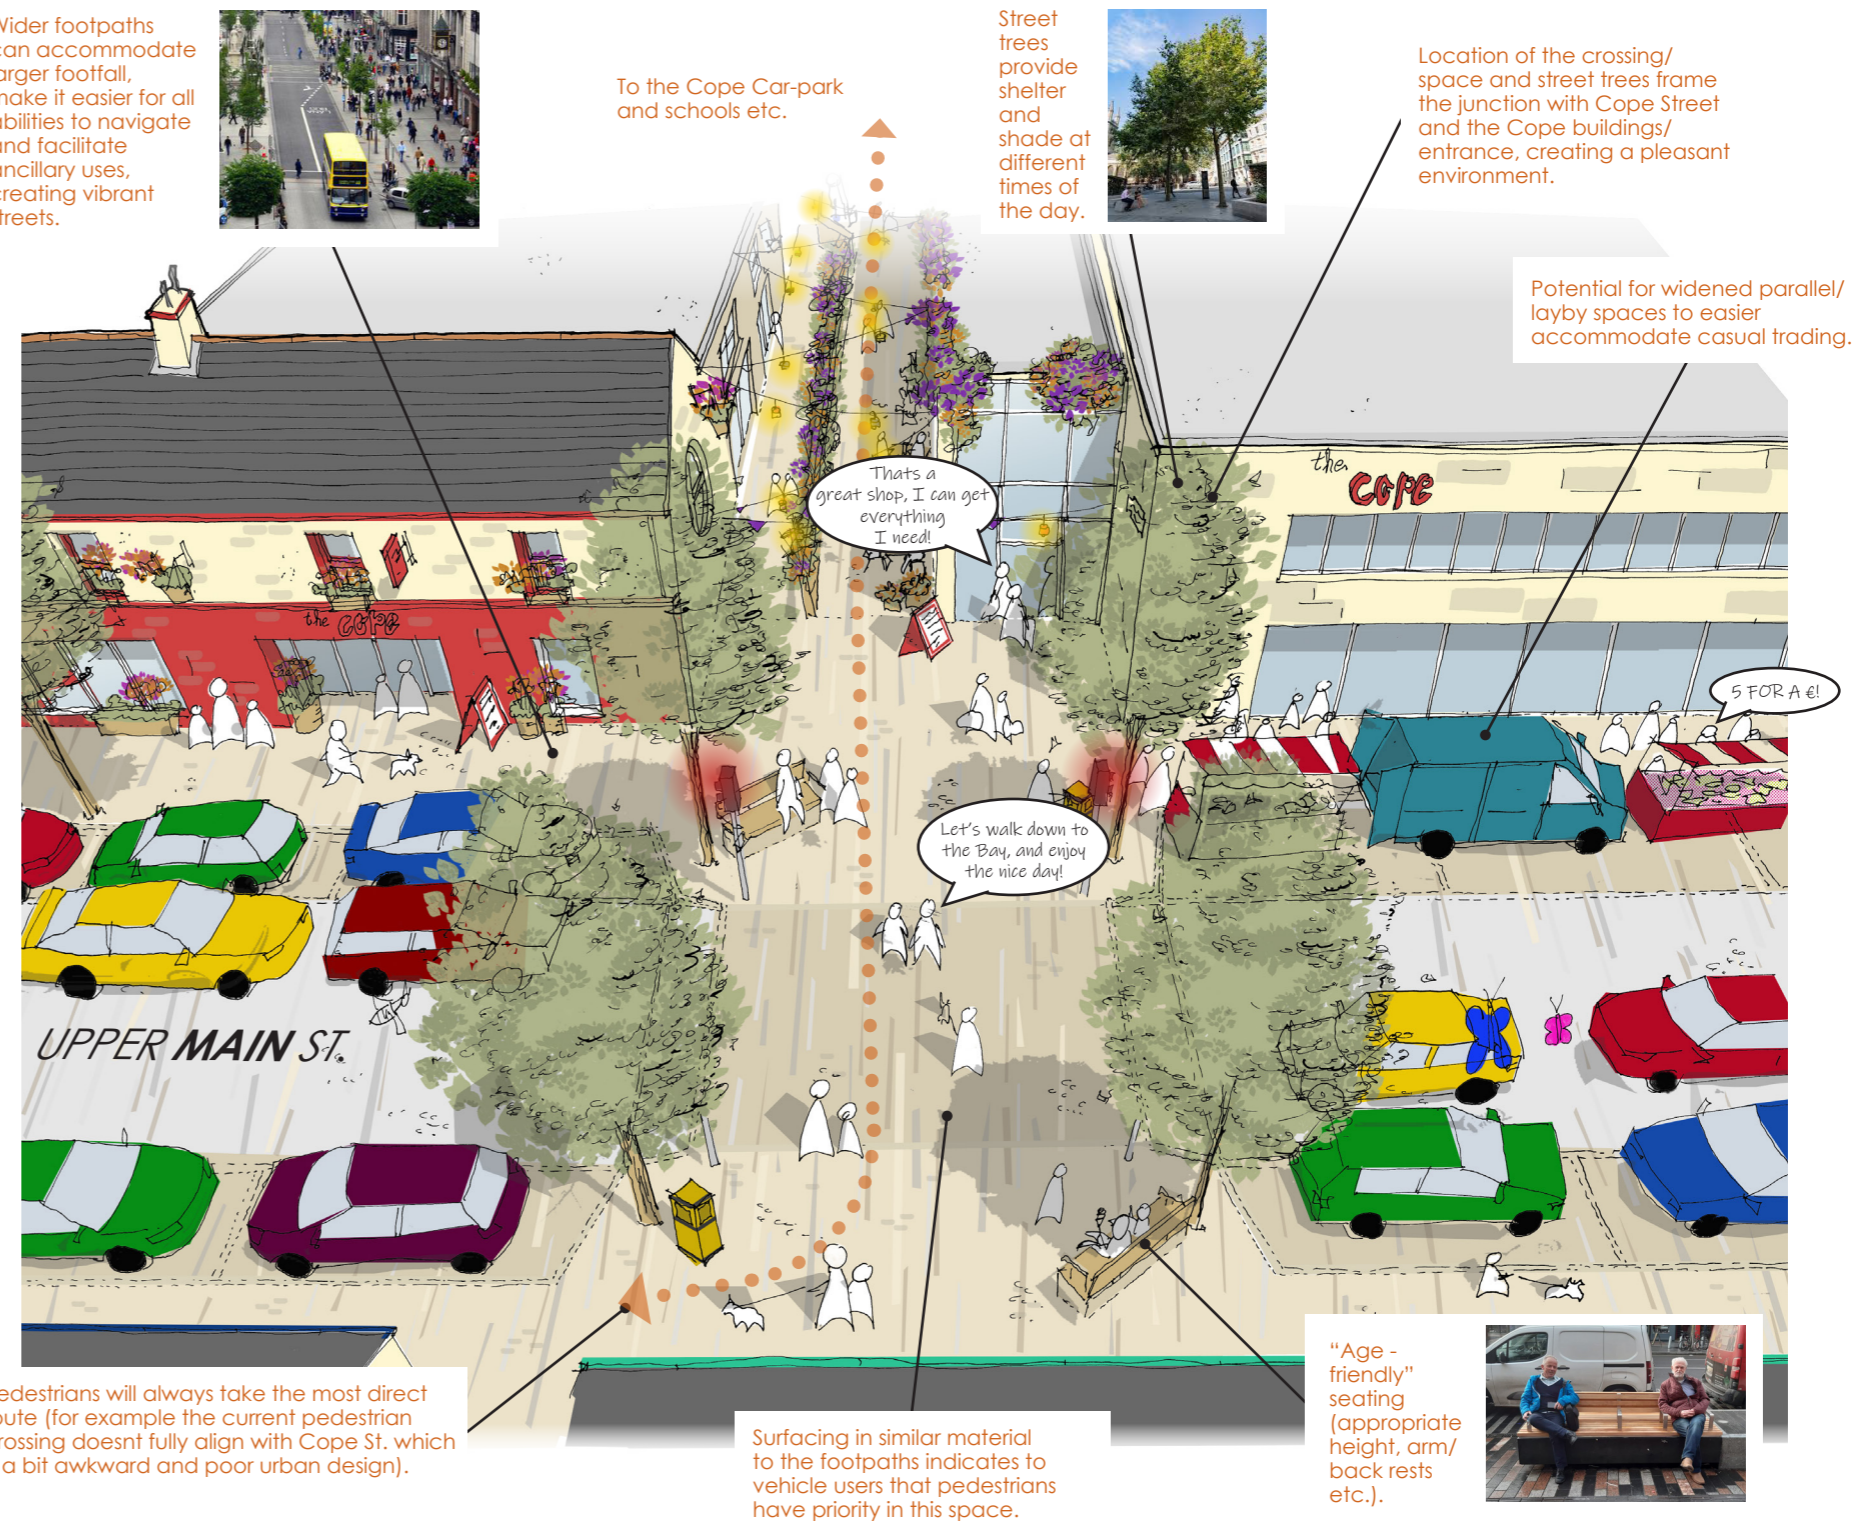 Wider footpaths
can accommodate
larger footfall,
make it easier for all
abilities to navigate
and facilitate
ancillary uses,
creating vibrant
streets.
To the Cope Car-park
and schools etc.
Street
trees
provide
shelter
and
shade at
different
times of
the day.
Location of the crossing/
space and street trees frame
the junction with Cope Street
and the Cope buildings/
entrance, creating a pleasant
environment.
Potential for widened parallel/
layby spaces to easier
accommodate casual trading.
Thats a
great shop, I can get
everything
I need!
the
COPE
the COPE
5 FOR A €!
Let's walk down to
the Bay, and enjoy
the nice day!
UPPER MAIN ST.
edestrians will always take the most direct
oute (for example the current pedestrian
rossing doesnt fully align with Cope St. which
a bit awkward and poor urban design).
Surfacing in similar material
to the footpaths indicates to
vehicle users that pedestrians
have priority in this space.
"Age -
friendly"
seating
(appropriate
height, arm/
back rests
etc.).